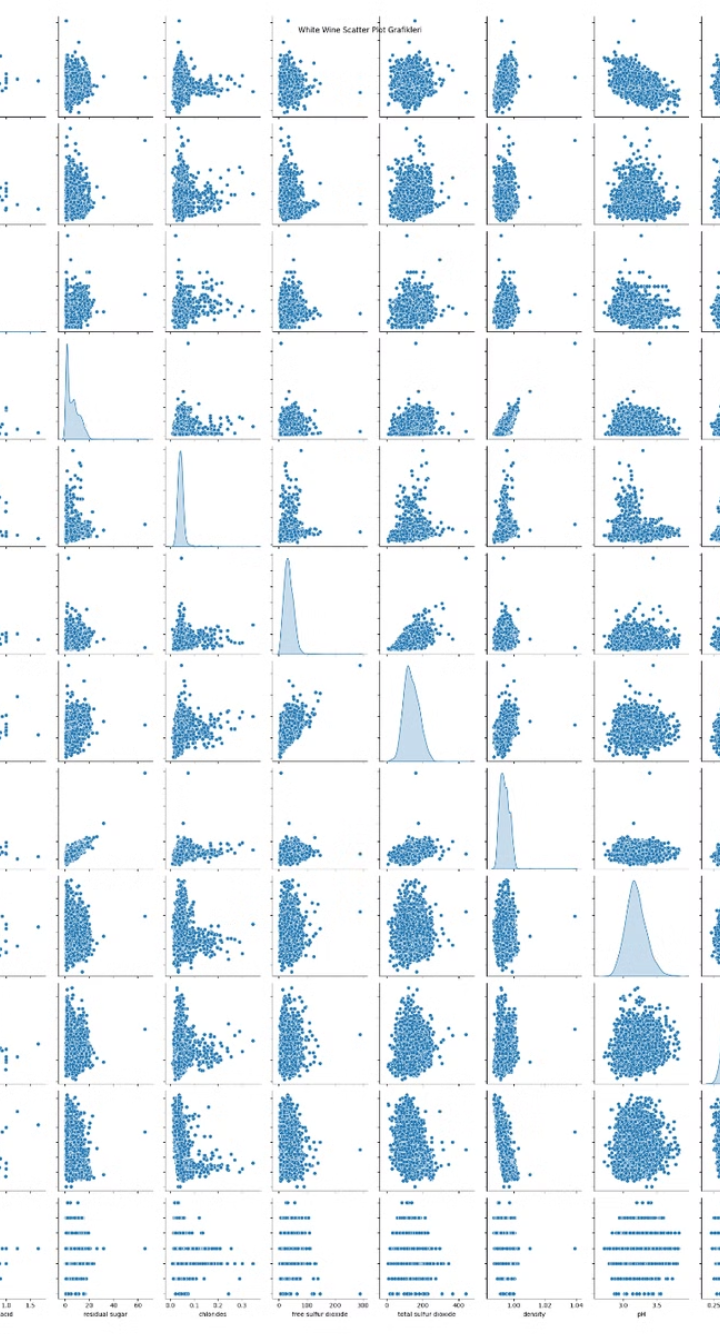 White Wine Scatter Plot Grafikleri
1.0 1.5 0 20 40 60 0.0 0.1 0.2 0.3 0 100 200 300 0 200 400 1.00 1.02 1.04 3.0 3.5 0.25
acid residual sugar chlorides free sulfur dioxide total sulfur dioxide density pH